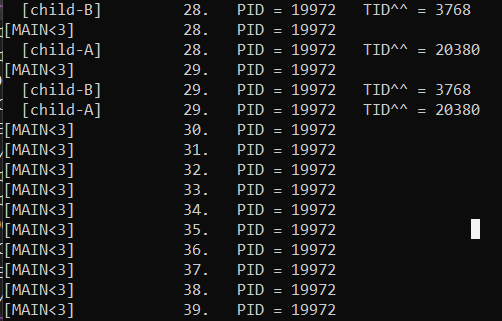 [child-B] 28. PID = 19972 TID^^ = 3768
[MAIN<3] 28. PID = 19972
[child-A] 28. PID = 19972 TID^^ = 20380
[MAIN<3] 29. PID = 19972
[child-B] 29. PID = 19972 TID^^ = 3768
[child-A] 29. PID = 19972 TID^^ = 20380
[MAIN<3] 30. PID = 19972
[MAIN<3] 31. PID = 19972
[MAIN<3] 32. PID = 19972
[MAIN<3] 33. PID = 19972
[MAIN<3] 34. PID = 19972
[MAIN<3] 35. PID = 19972
[MAIN<3] 36. PID = 19972
[MAIN<3] 37. PID = 19972
[MAIN<3] 38. PID = 19972
[MAIN<3] 39. PID = 19972